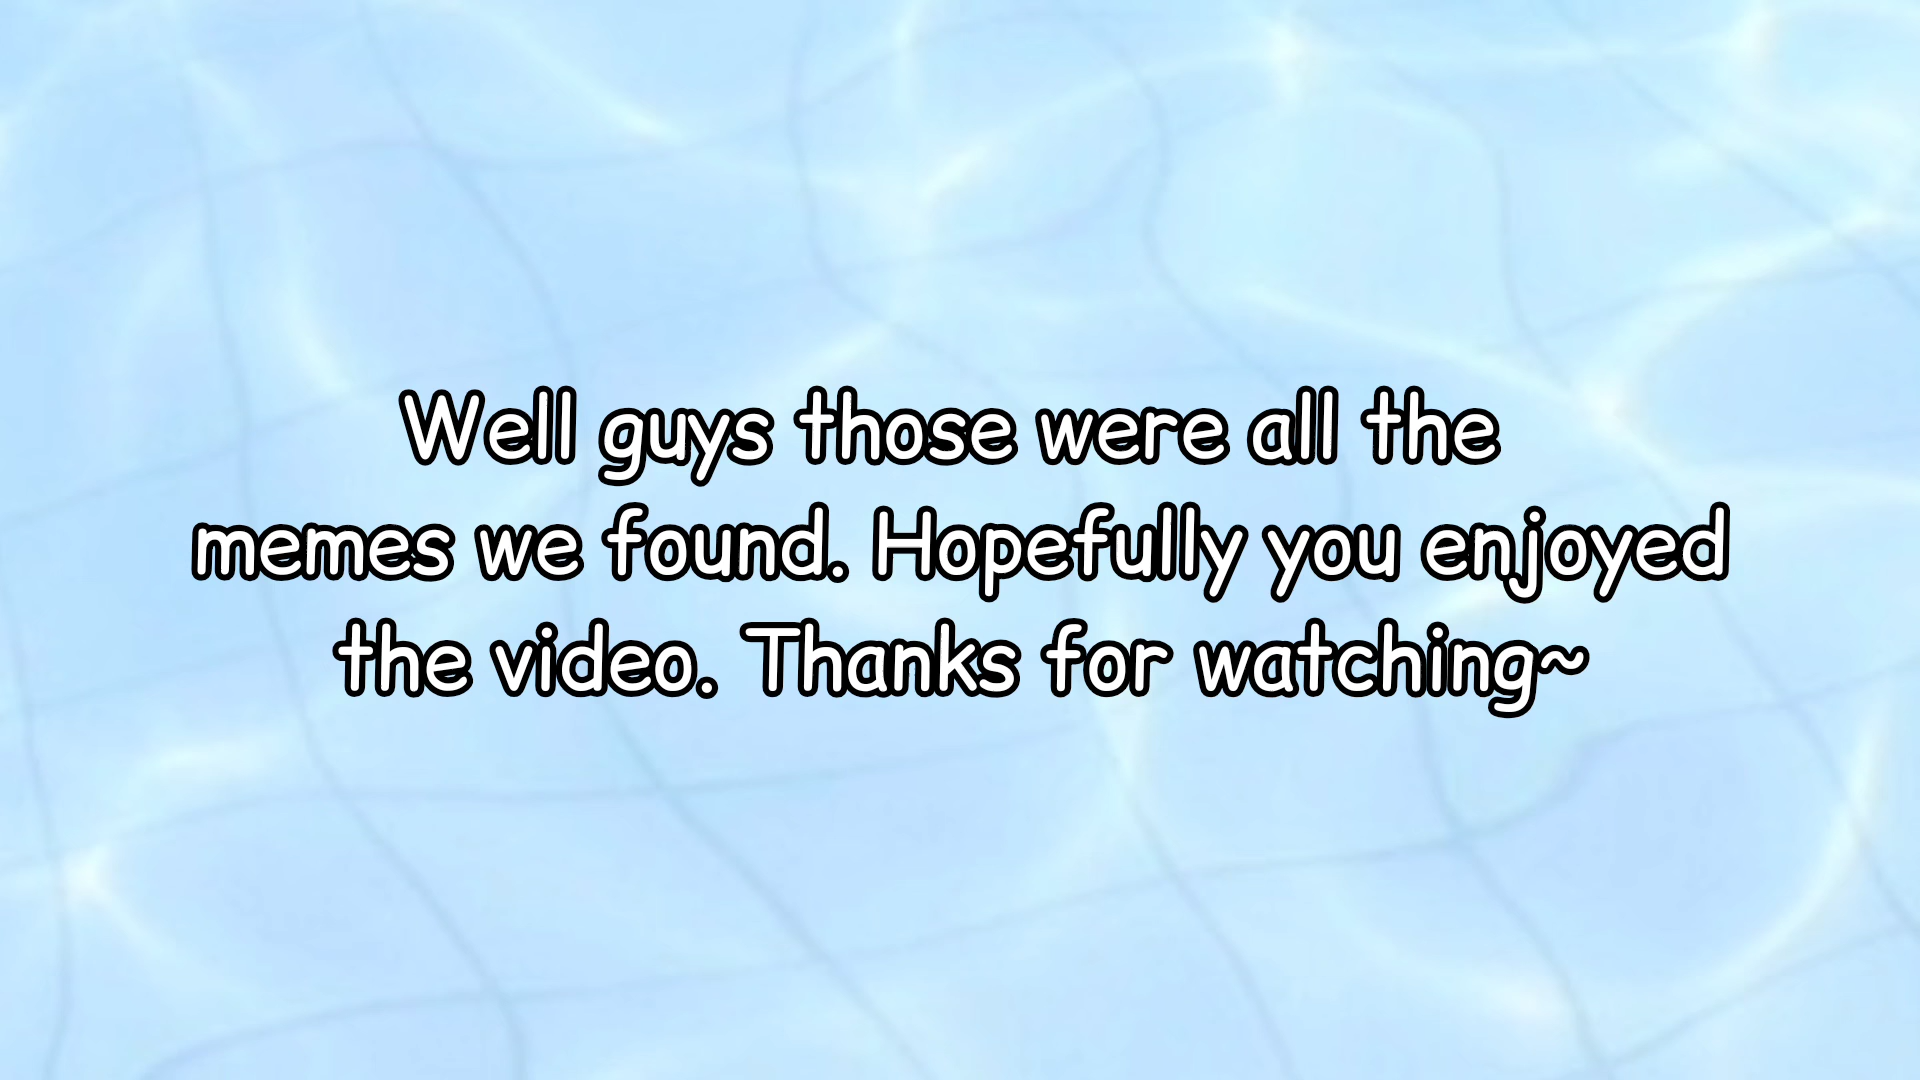 Well guys those were all the
memes we found. Hopefully you enjoyed
the video. Thanks for watching~